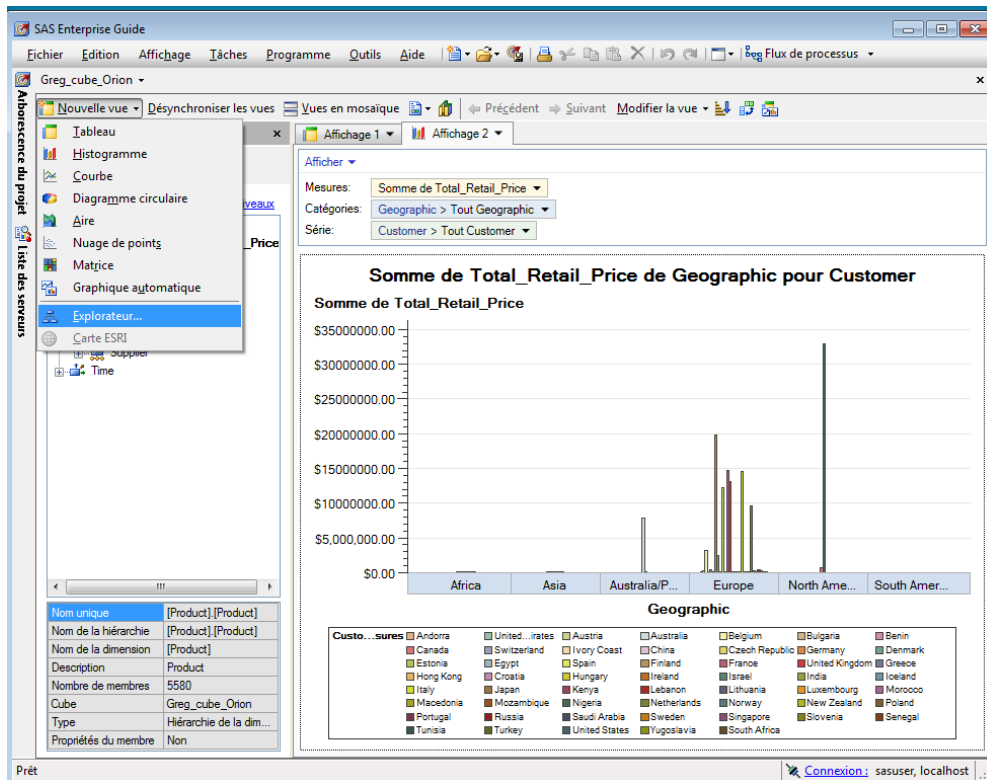 SAS Enterprise Guide
Fichier Edition Affichage Tâches Programme Outils Aide Flux de processus
Greg_cube_Orion
Nouvelle vue Désynchroniser les vues Vues en mosaïque Précédent Suivant Modifier la vue
Arborescence du projet
Liste des serveurs
Tableau
Histogramme
Courbe
Diagramme circulaire
Aire
Nuage de points
Matrice
Graphique automatique
Explorateur...
Carte ESRI
veaux
_Price
Supplier
Time
Nom unique [Product].[Product]
Nom de la hiérarchie [Product].[Product]
Nom de la dimension [Product]
Description Product
Nombre de membres 5580
Cube Greg_cube_Orion
Type Hiérarchie de la dim...
Propriétés du membre Non
Affichage 1 Affichage 2
Afficher
Mesures: Somme de Total_Retail_Price
Catégories: Geographic > Tout Geographic
Série: Customer > Tout Customer
Somme de Total_Retail_Price de Geographic pour Customer
Somme de Total_Retail_Price
$35000000.00
$30000000.00
$25000000.00
$20000000.00
$15000000.00
$10000000.00
$5,000,000.00
$0.00
Africa Asia Australia/P... Europe North Ame... South Amer...
Geographic
Custo...sures Andorra United...irates Austria Australia Belgium Bulgaria Benin
Canada Switzerland Ivory Coast China Czech Republic Germany Denmark
Estonia Egypt Spain Finland France United Kingdom Greece
Hong Kong Croatia Hungary Ireland Israel India Iceland
Italy Japan Kenya Lebanon Lithuania Luxembourg Morocco
Macedonia Mozambique Nigeria Netherlands Norway New Zealand Poland
Portugal Russia Saudi Arabia Sweden Singapore Slovenia Senegal
Tunisia Turkey United States Yugoslavia South Africa
Prêt
Connexion : sasuser, localhost